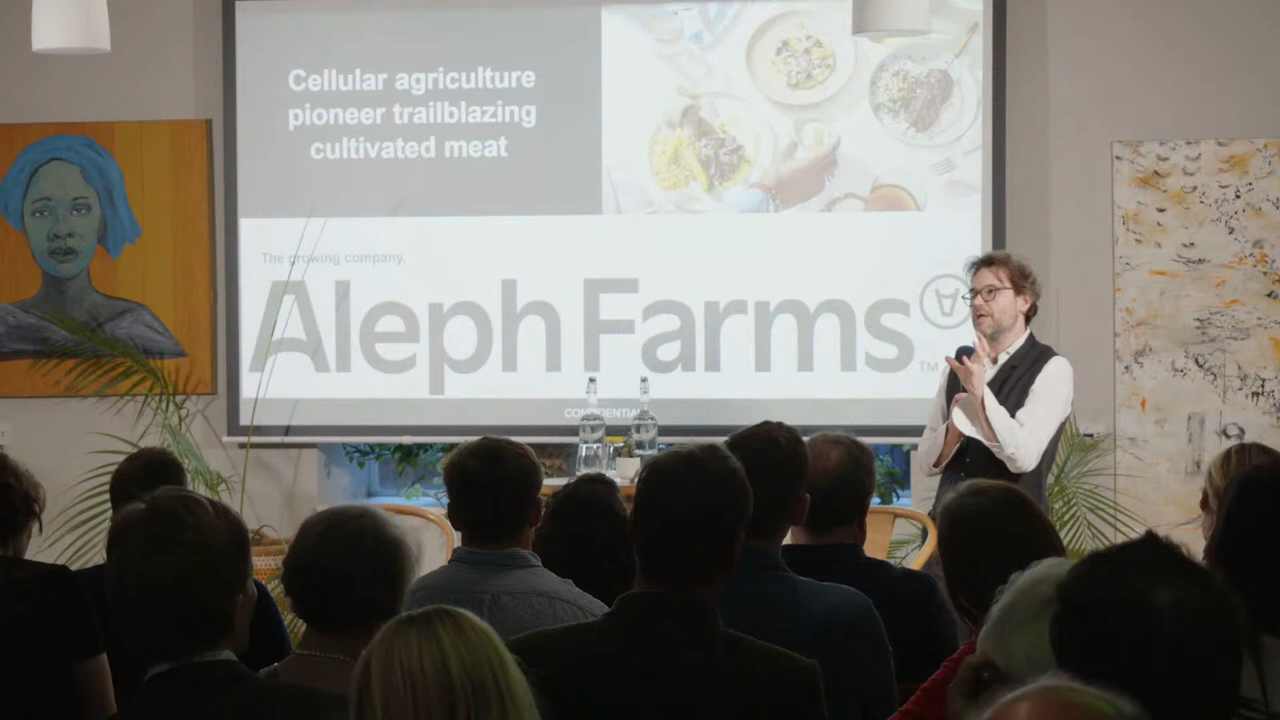 Cellular agriculture
pioneer trailblazing
cultivated meat
The growing company.
Aleph Farms
TM
CONFIDENTIAL